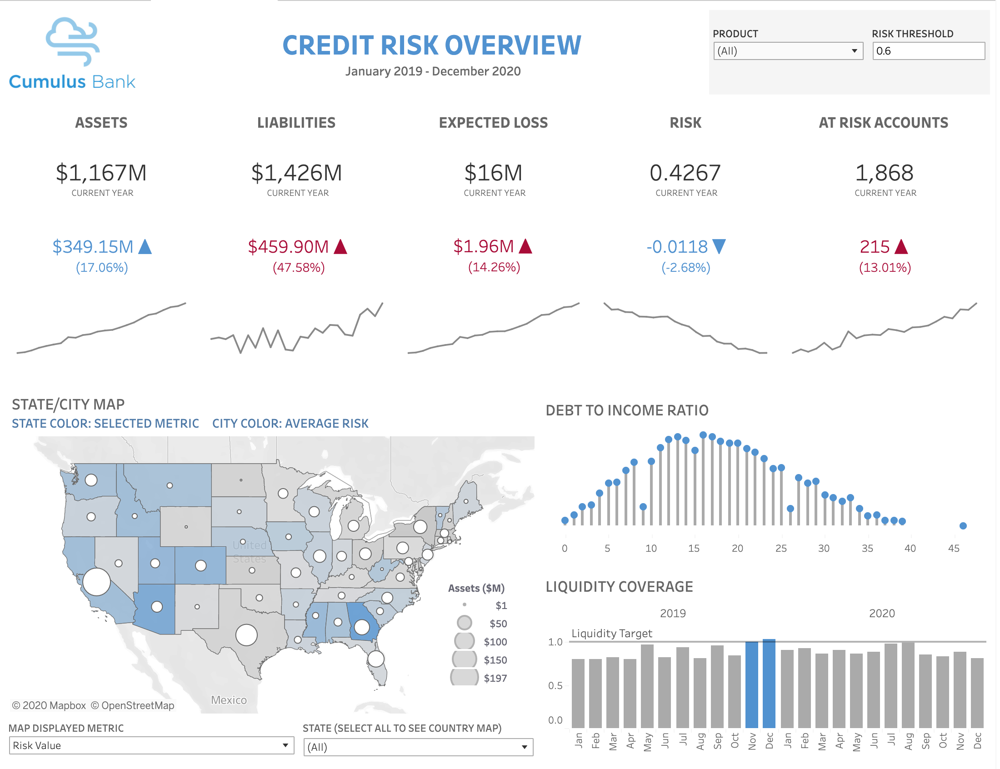 Cumulus Bank
CREDIT RISK OVERVIEW
January 2019 - December 2020
PRODUCT
(All)
RISK THRESHOLD
0.6
ASSETS
$1,167M
CURRENT YEAR
$349.15M ▲
(17.06%)
LIABILITIES
$1,426M
CURRENT YEAR
$459.90M ▲
(47.58%)
EXPECTED LOSS
$16M
CURRENT YEAR
$1.96M ▲
(14.26%)
RISK
0.4267
CURRENT YEAR
-0.0118 ▼
(-2.68%)
AT RISK ACCOUNTS
1,868
CURRENT YEAR
215 ▲
(13.01%)
STATE/CITY MAP
STATE COLOR: SELECTED METRIC CITY COLOR: AVERAGE RISK
United
States
Mexico
Assets ($M)
$1
$50
$100
$150
$197
© 2020 Mapbox © OpenStreetMap
MAP DISPLAYED METRIC
Risk Value
STATE (SELECT ALL TO SEE COUNTRY MAP)
(All)
DEBT TO INCOME RATIO
0 5 10 15 20 25 30 35 40 45
LIQUIDITY COVERAGE
2019 2020
Liquidity Target
1.0
0.5
0.0
Jan Feb Mar Apr May Jun Jul Aug Sep Oct Nov Dec Jan Feb Mar Apr May Jun Jul Aug Sep Oct Nov Dec